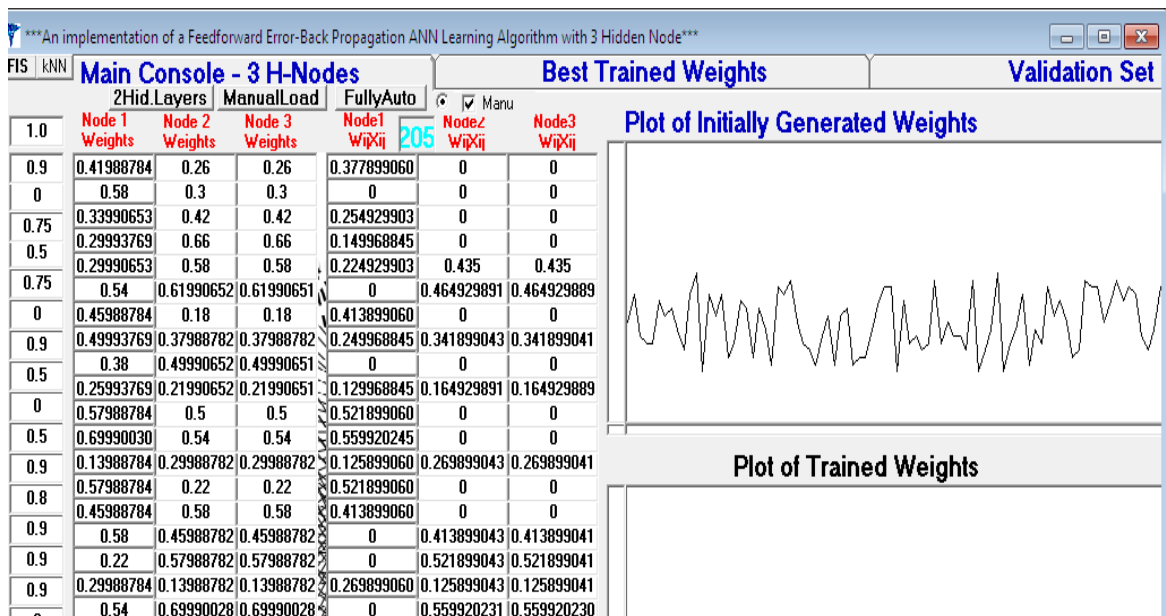 ***An implementation of a Feedforward Error-Back Propagation ANN Learning Algorithm with 3 Hidden Node***
FIS kNN Main Console - 3 H-Nodes Best Trained Weights Validation Set
2Hid.Layers ManualLoad FullyAuto Manu
1.0 Node 1 Weights Node 2 Weights Node 3 Weights Node1 WijXij 205 Node2 WijXij Node3 WijXij Plot of Initially Generated Weights
0.9 0.41988784 0.26 0.26 0.377899060 0 0
0 0.58 0.3 0.3 0 0 0
0.75 0.33990653 0.42 0.42 0.254929903 0 0
0.5 0.29993769 0.66 0.66 0.149968845 0 0
0.29990653 0.58 0.58 0.224929903 0.435 0.435
0.75 0.54 0.61990652 0.61990651 0 0.464929891 0.464929889
0 0.45988784 0.18 0.18 0.413899060 0 0
0.9 0.49993769 0.37988782 0.37988782 0.249968845 0.341899043 0.341899041
0.5 0.38 0.49990652 0.49990651 0 0 0
0.25993769 0.21990652 0.21990651 0.129968845 0.164929891 0.164929889
0 0.57988784 0.5 0.5 0.521899060 0 0
0.5 0.69990030 0.54 0.54 0.559920245 0 0
0.9 0.13988784 0.29988782 0.29988782 0.125899060 0.269899043 0.269899041 Plot of Trained Weights
0.8 0.57988784 0.22 0.22 0.521899060 0 0
0.45988784 0.58 0.58 0.413899060 0 0
0.9 0.58 0.45988782 0.45988782 0 0.413899043 0.413899041
0.9 0.22 0.57988782 0.57988782 0 0.521899043 0.521899041
0.9 0.29988784 0.13988782 0.13988782 0.269899060 0.125899043 0.125899041
0.54 0.69990028 0.69990028 0 0.559920231 0.559920230